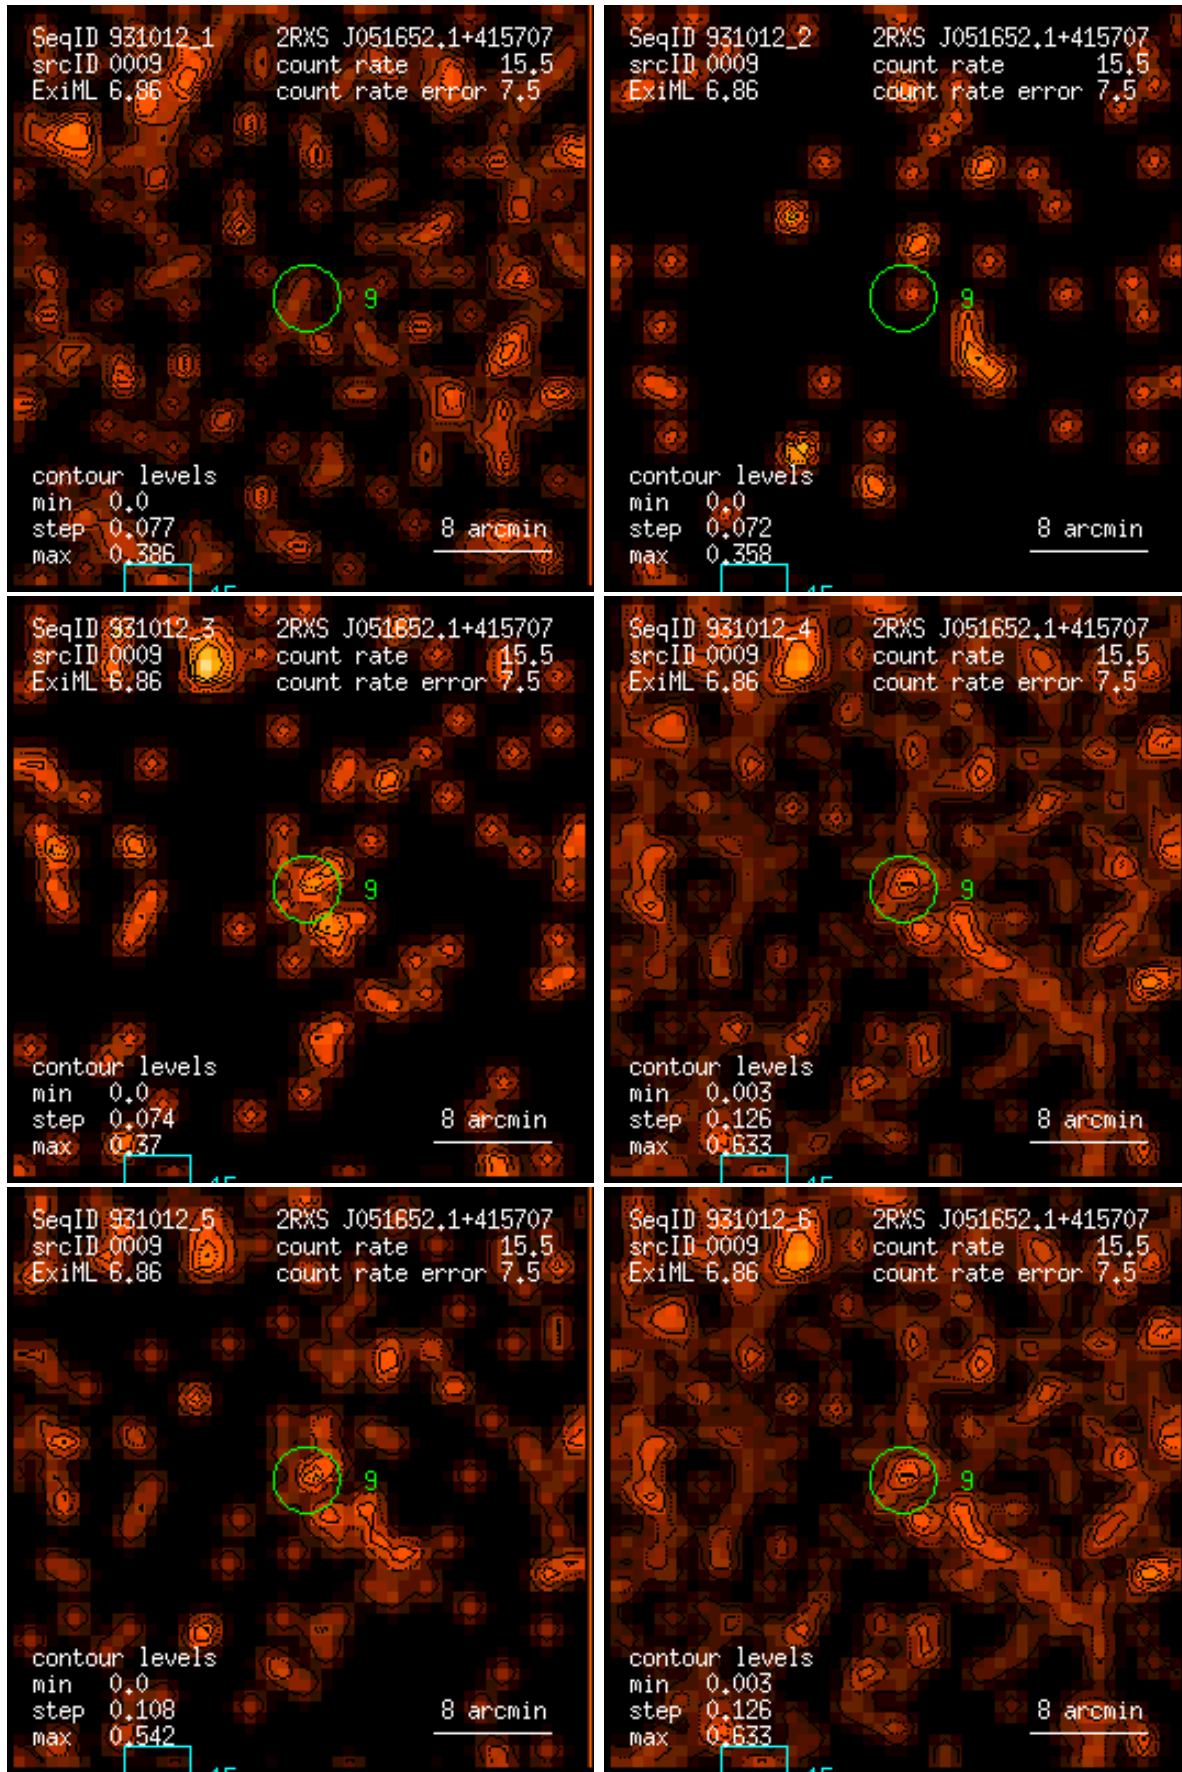 SeqID 931012_1 2RXS J051652.1+415707
srcID 0009 count rate 15.5
ExiML 6.86 count rate error 7.5
9
contour levels
min 0.0
step 0.077 8 arcmin
max 0.386
SeqID 931012_2 2RXS J051652.1+415707
srcID 0009 count rate 15.5
ExiML 6.86 count rate error 7.5
9
contour levels
min 0.0
step 0.072 8 arcmin
max 0.358
SeqID 931012_3 2RXS J051652.1+415707
srcID 0009 count rate 15.5
ExiML 6.86 count rate error 7.5
9
contour levels
min 0.0
step 0.074 8 arcmin
max 0.37
SeqID 931012_4 2RXS J051652.1+415707
srcID 0009 count rate 15.5
ExiML 6.86 count rate error 7.5
9
contour levels
min 0.003
step 0.126 8 arcmin
max 0.633
SeqID 931012_5 2RXS J051652.1+415707
srcID 0009 count rate 15.5
ExiML 6.86 count rate error 7.5
9
contour levels
min 0.0
step 0.108 8 arcmin
max 0.542
SeqID 931012_6 2RXS J051652.1+415707
srcID 0009 count rate 15.5
ExiML 6.86 count rate error 7.5
9
contour levels
min 0.003
step 0.126 8 arcmin
max 0.633